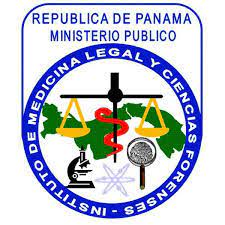 REPUBLICA DE PANAMA
MINISTERIO PUBLICO
INSTITUTO DE MEDICINA LEGAL Y CIENCIAS FORENSES -